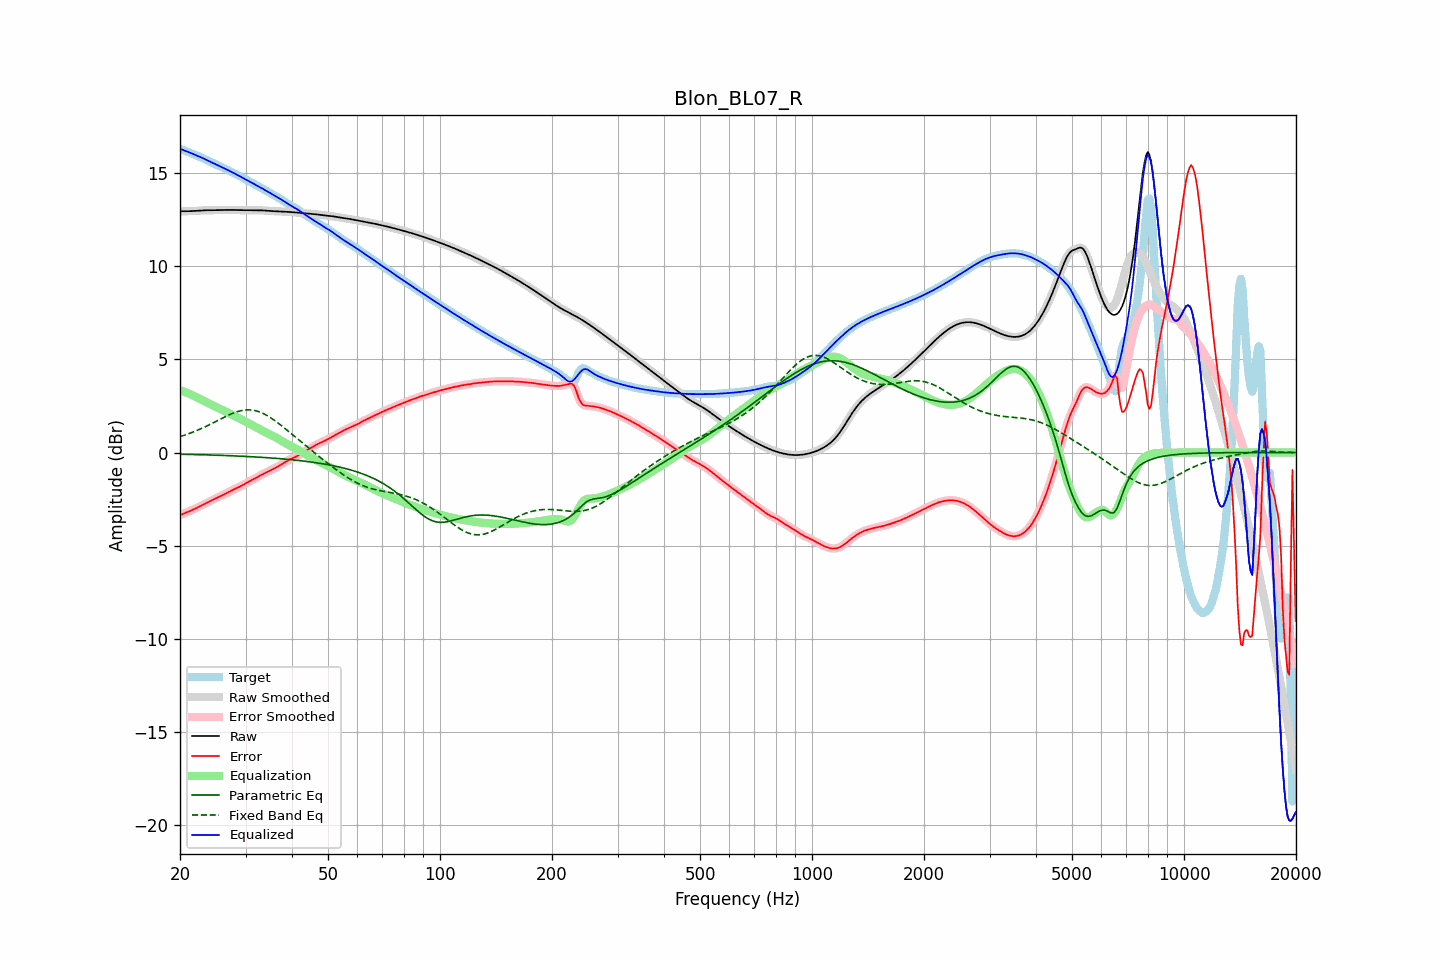 Blon_BL07_R
Amplitude (dBr)
15
10
5
0
−5
−10
−15
−20
Target
Raw Smoothed
Error Smoothed
Raw
Error
Equalization
Parametric Eq
Fixed Band Eq
Equalized
20 50 100 200 500 1000 2000 5000 10000 20000
Frequency (Hz)